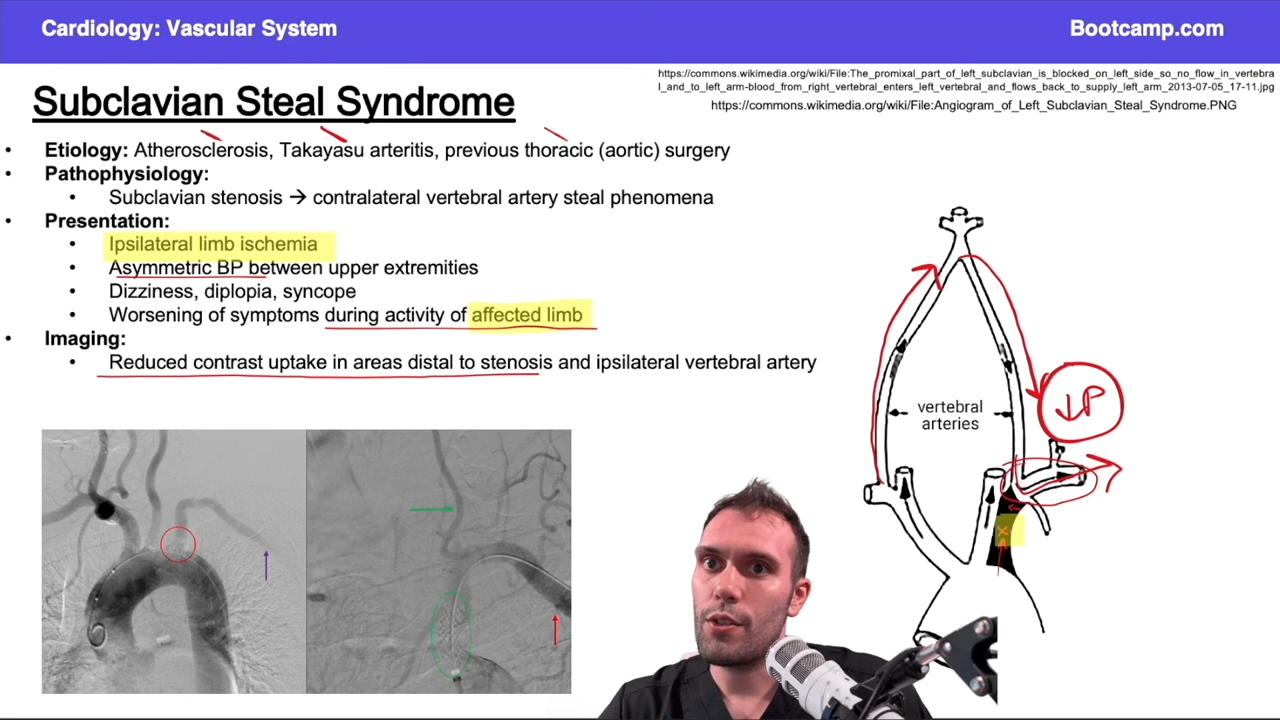 Cardiology: Vascular System
Bootcamp.com
https://commons.wikimedia.org/wiki/File:The_promixal_part_of_left_subclavian_is_blocked_on_left_side_so_no_flow_in_vertebra
l_and_to_left_arm-blood_from_right_vertebral_enters_left_vertebral_and_flows_back_to_supply_left_arm_2013-07-05_17-11.jpg
https://commons.wikimedia.org/wiki/File:Angiogram_of_Left_Subclavian_Steal_Syndrome.PNG
Subclavian Steal Syndrome
• Etiology: Atherosclerosis, Takayasu arteritis, previous thoracic (aortic) surgery
• Pathophysiology:
• Subclavian stenosis → contralateral vertebral artery steal phenomena
• Presentation:
• Ipsilateral limb ischemia
• Asymmetric BP between upper extremities
• Dizziness, diplopia, syncope
• Worsening of symptoms during activity of affected limb
• Imaging:
• Reduced contrast uptake in areas distal to stenosis and ipsilateral vertebral artery
vertebral
arteries
↓P
x